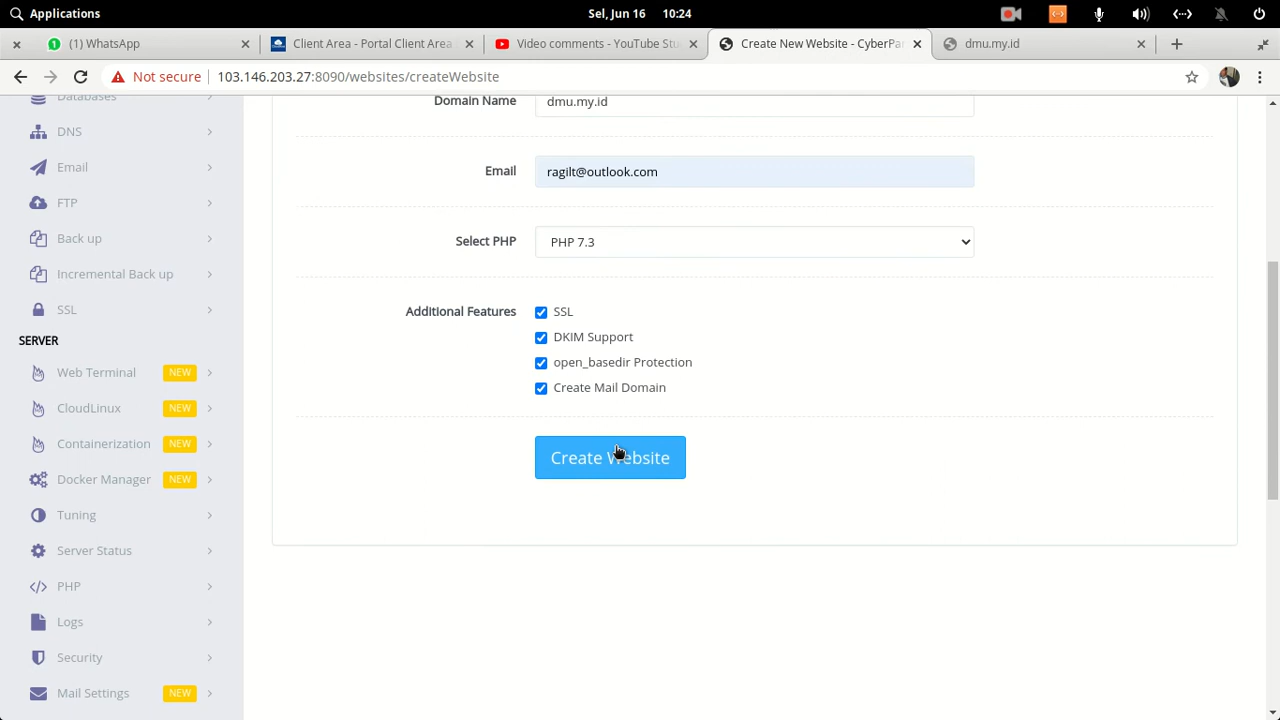 Applications
Sel, Jun 16 10:24
(1) WhatsApp
Client Area - Portal Client Area
Video comments - YouTube Stu
Create New Website - CyberPan
dmu.my.id
Not secure
103.146.203.27:8090/websites/createWebsite
Databases
DNS
Email
FTP
Back up
Incremental Back up
SSL
SERVER
Web Terminal NEW
CloudLinux NEW
Containerization NEW
Docker Manager NEW
Tuning
Server Status
PHP
Logs
Security
Mail Settings NEW
Domain Name dmu.my.id
Email ragilt@outlook.com
Select PHP PHP 7.3
Additional Features SSL
DKIM Support
open_basedir Protection
Create Mail Domain
Create Website